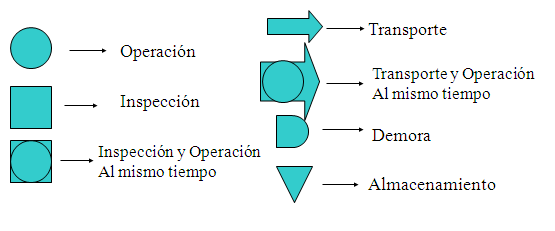 Operación
Inspección
Inspección y Operación
Al mismo tiempo
Transporte
Transporte y Operación
Al mismo tiempo
Demora
Almacenamiento